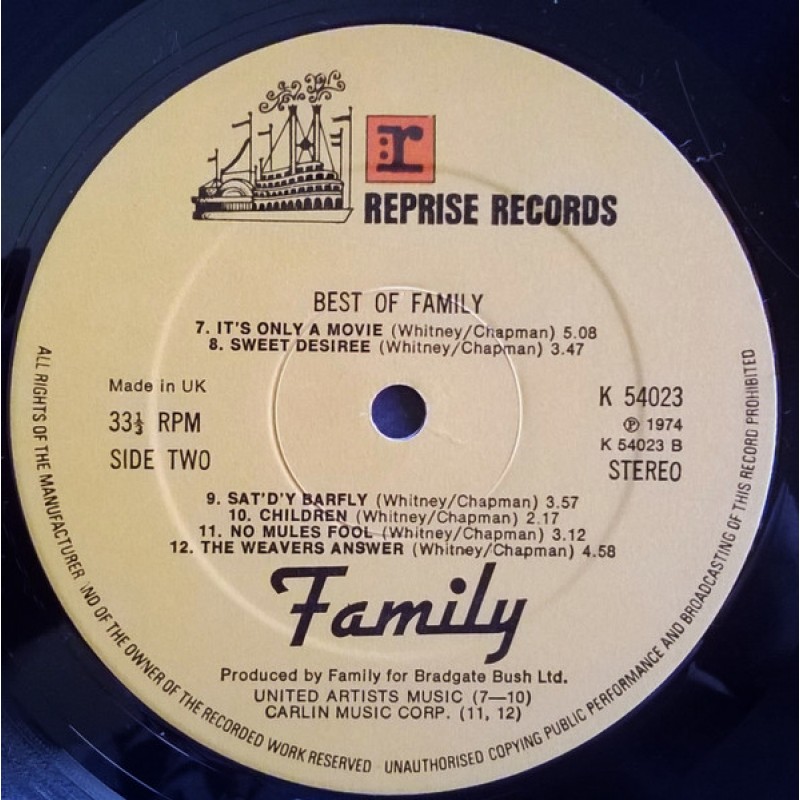 r
REPRISE RECORDS
BEST OF FAMILY
7. IT'S ONLY A MOVIE (Whitney/Chapman) 5.08
8. SWEET DESIREE (Whitney/Chapman) 3.47
Made in UK
33⅓ RPM
SIDE TWO
K 54023
℗ 1974
K 54023 B
STEREO
9. SAT'D'Y BARFLY (Whitney/Chapman) 3.57
10. CHILDREN (Whitney/Chapman) 2.17
11. NO MULES FOOL (Whitney/Chapman) 3.12
12. THE WEAVERS ANSWER (Whitney/Chapman) 4.58
Family
Produced by Family for Bradgate Bush Ltd.
UNITED ARTISTS MUSIC (7—10)
CARLIN MUSIC CORP. (11, 12)
ALL RIGHTS OF THE MANUFACTURER AND OF THE OWNER OF THE RECORDED WORK RESERVED UNAUTHORISED COPYING PUBLIC PERFORMANCE AND BROADCASTING OF THIS RECORD PROHIBITED